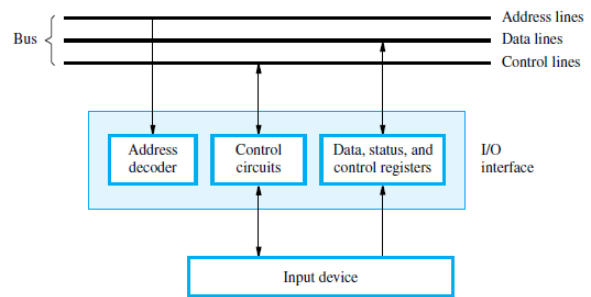 Address lines
Bus
Data lines
Control lines
Address
decoder
Control
circuits
Data, status, and
control registers
I/O
interface
Input device